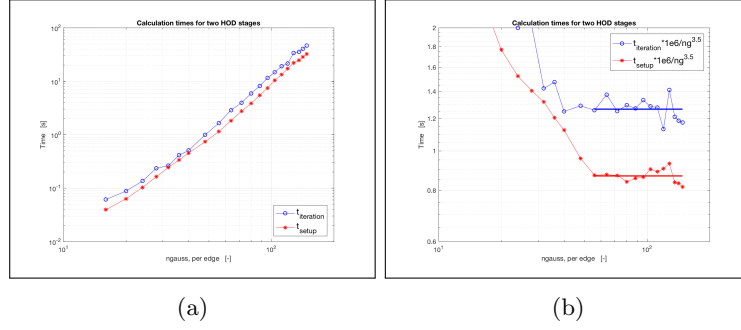 Calculation times for two HOD stages
10^2
10^1
10^0
10^-1
10^-2
Time [s]
t_iteration
t_setup
10^1
10^2
ngauss, per edge [-]
(a)
Calculation times for two HOD stages
2
1.8
1.6
1.4
1.2
1
0.8
0.6
Time [s]
t_iteration*1e6/ng^3.5
t_setup*1e6/ng^3.5
10^1
10^2
ngauss, per edge [-]
(b)